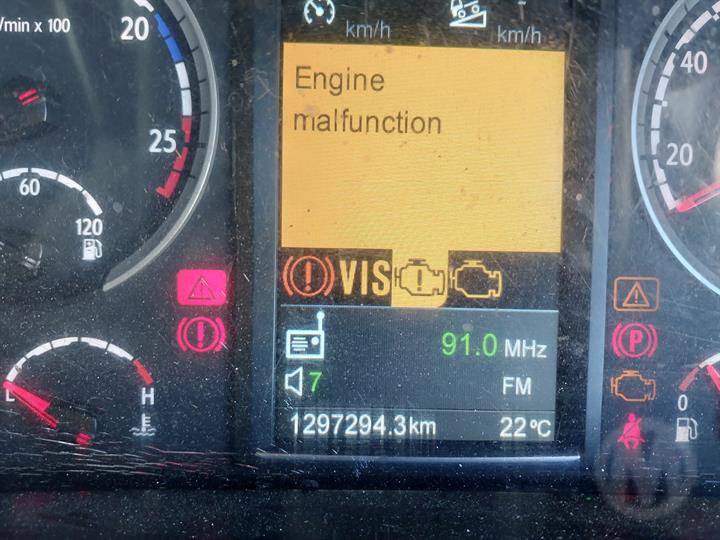 /min x 100
20
25
60
120
L
H
km/h
km/h
Engine
malfunction
VIS
91.0 MHz
7
FM
1297294.3km
22°C
40
20
P
0